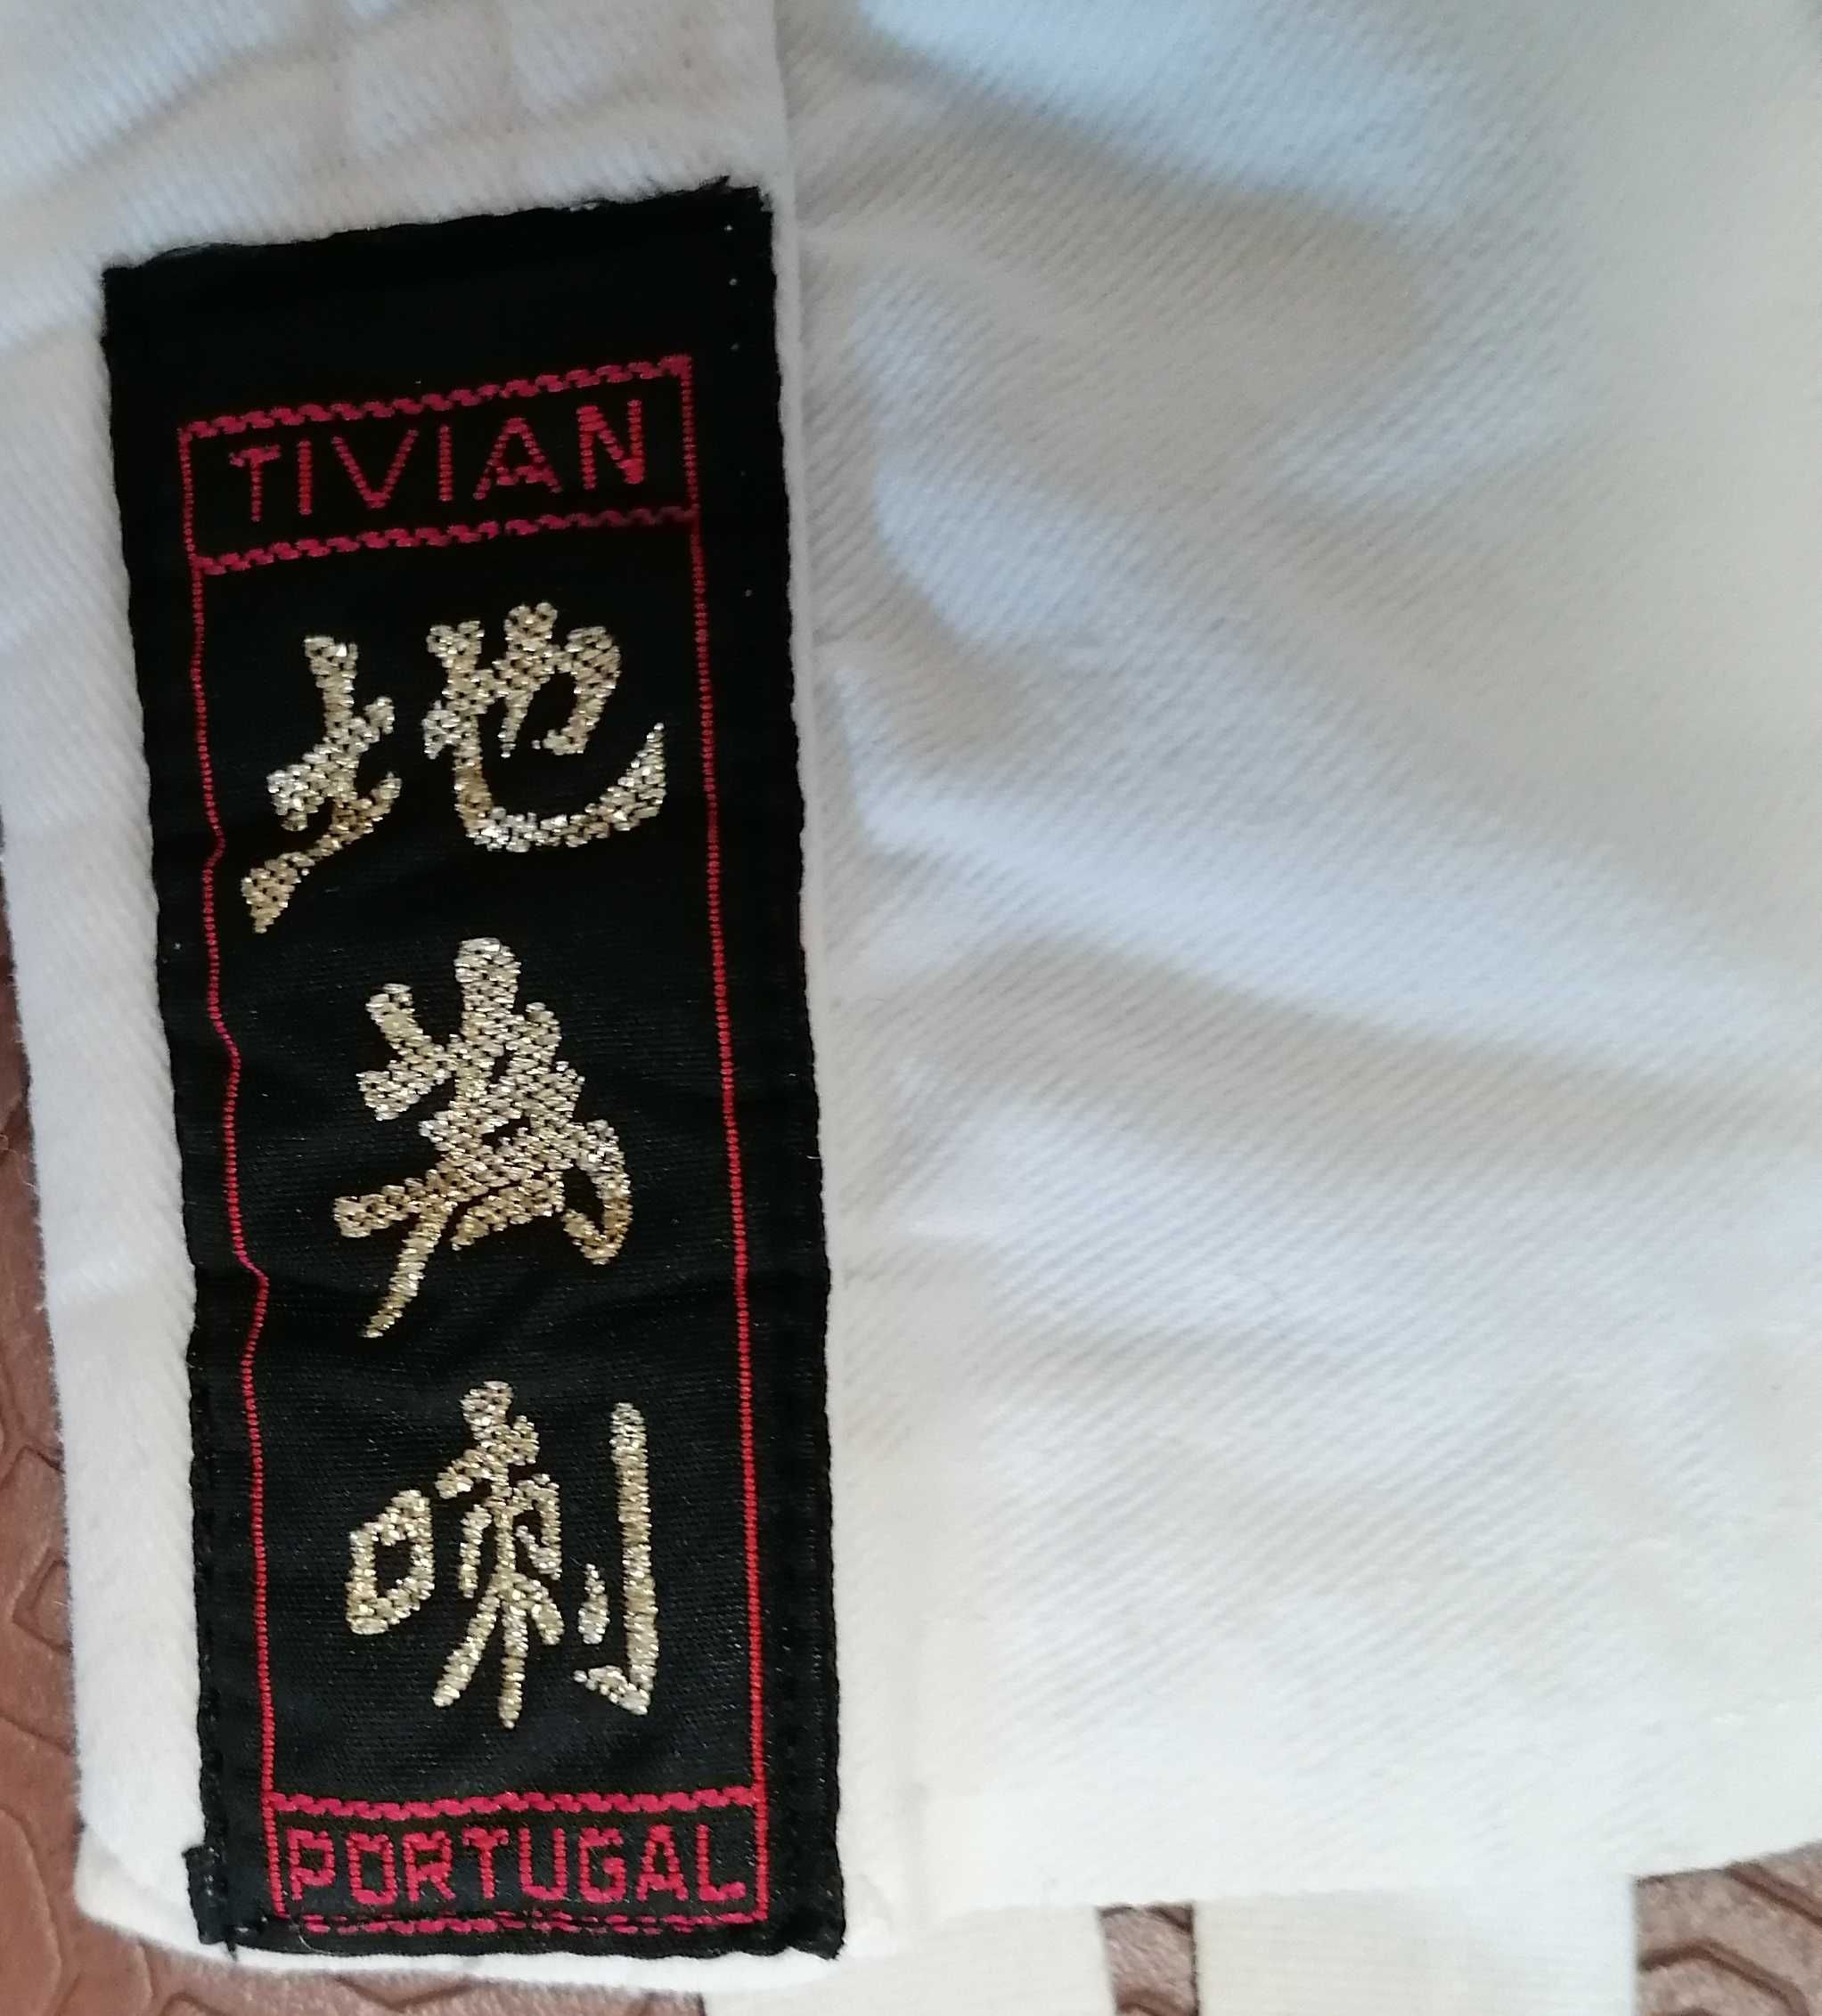 TIVIAN
地
為
喇
PORTUGAL